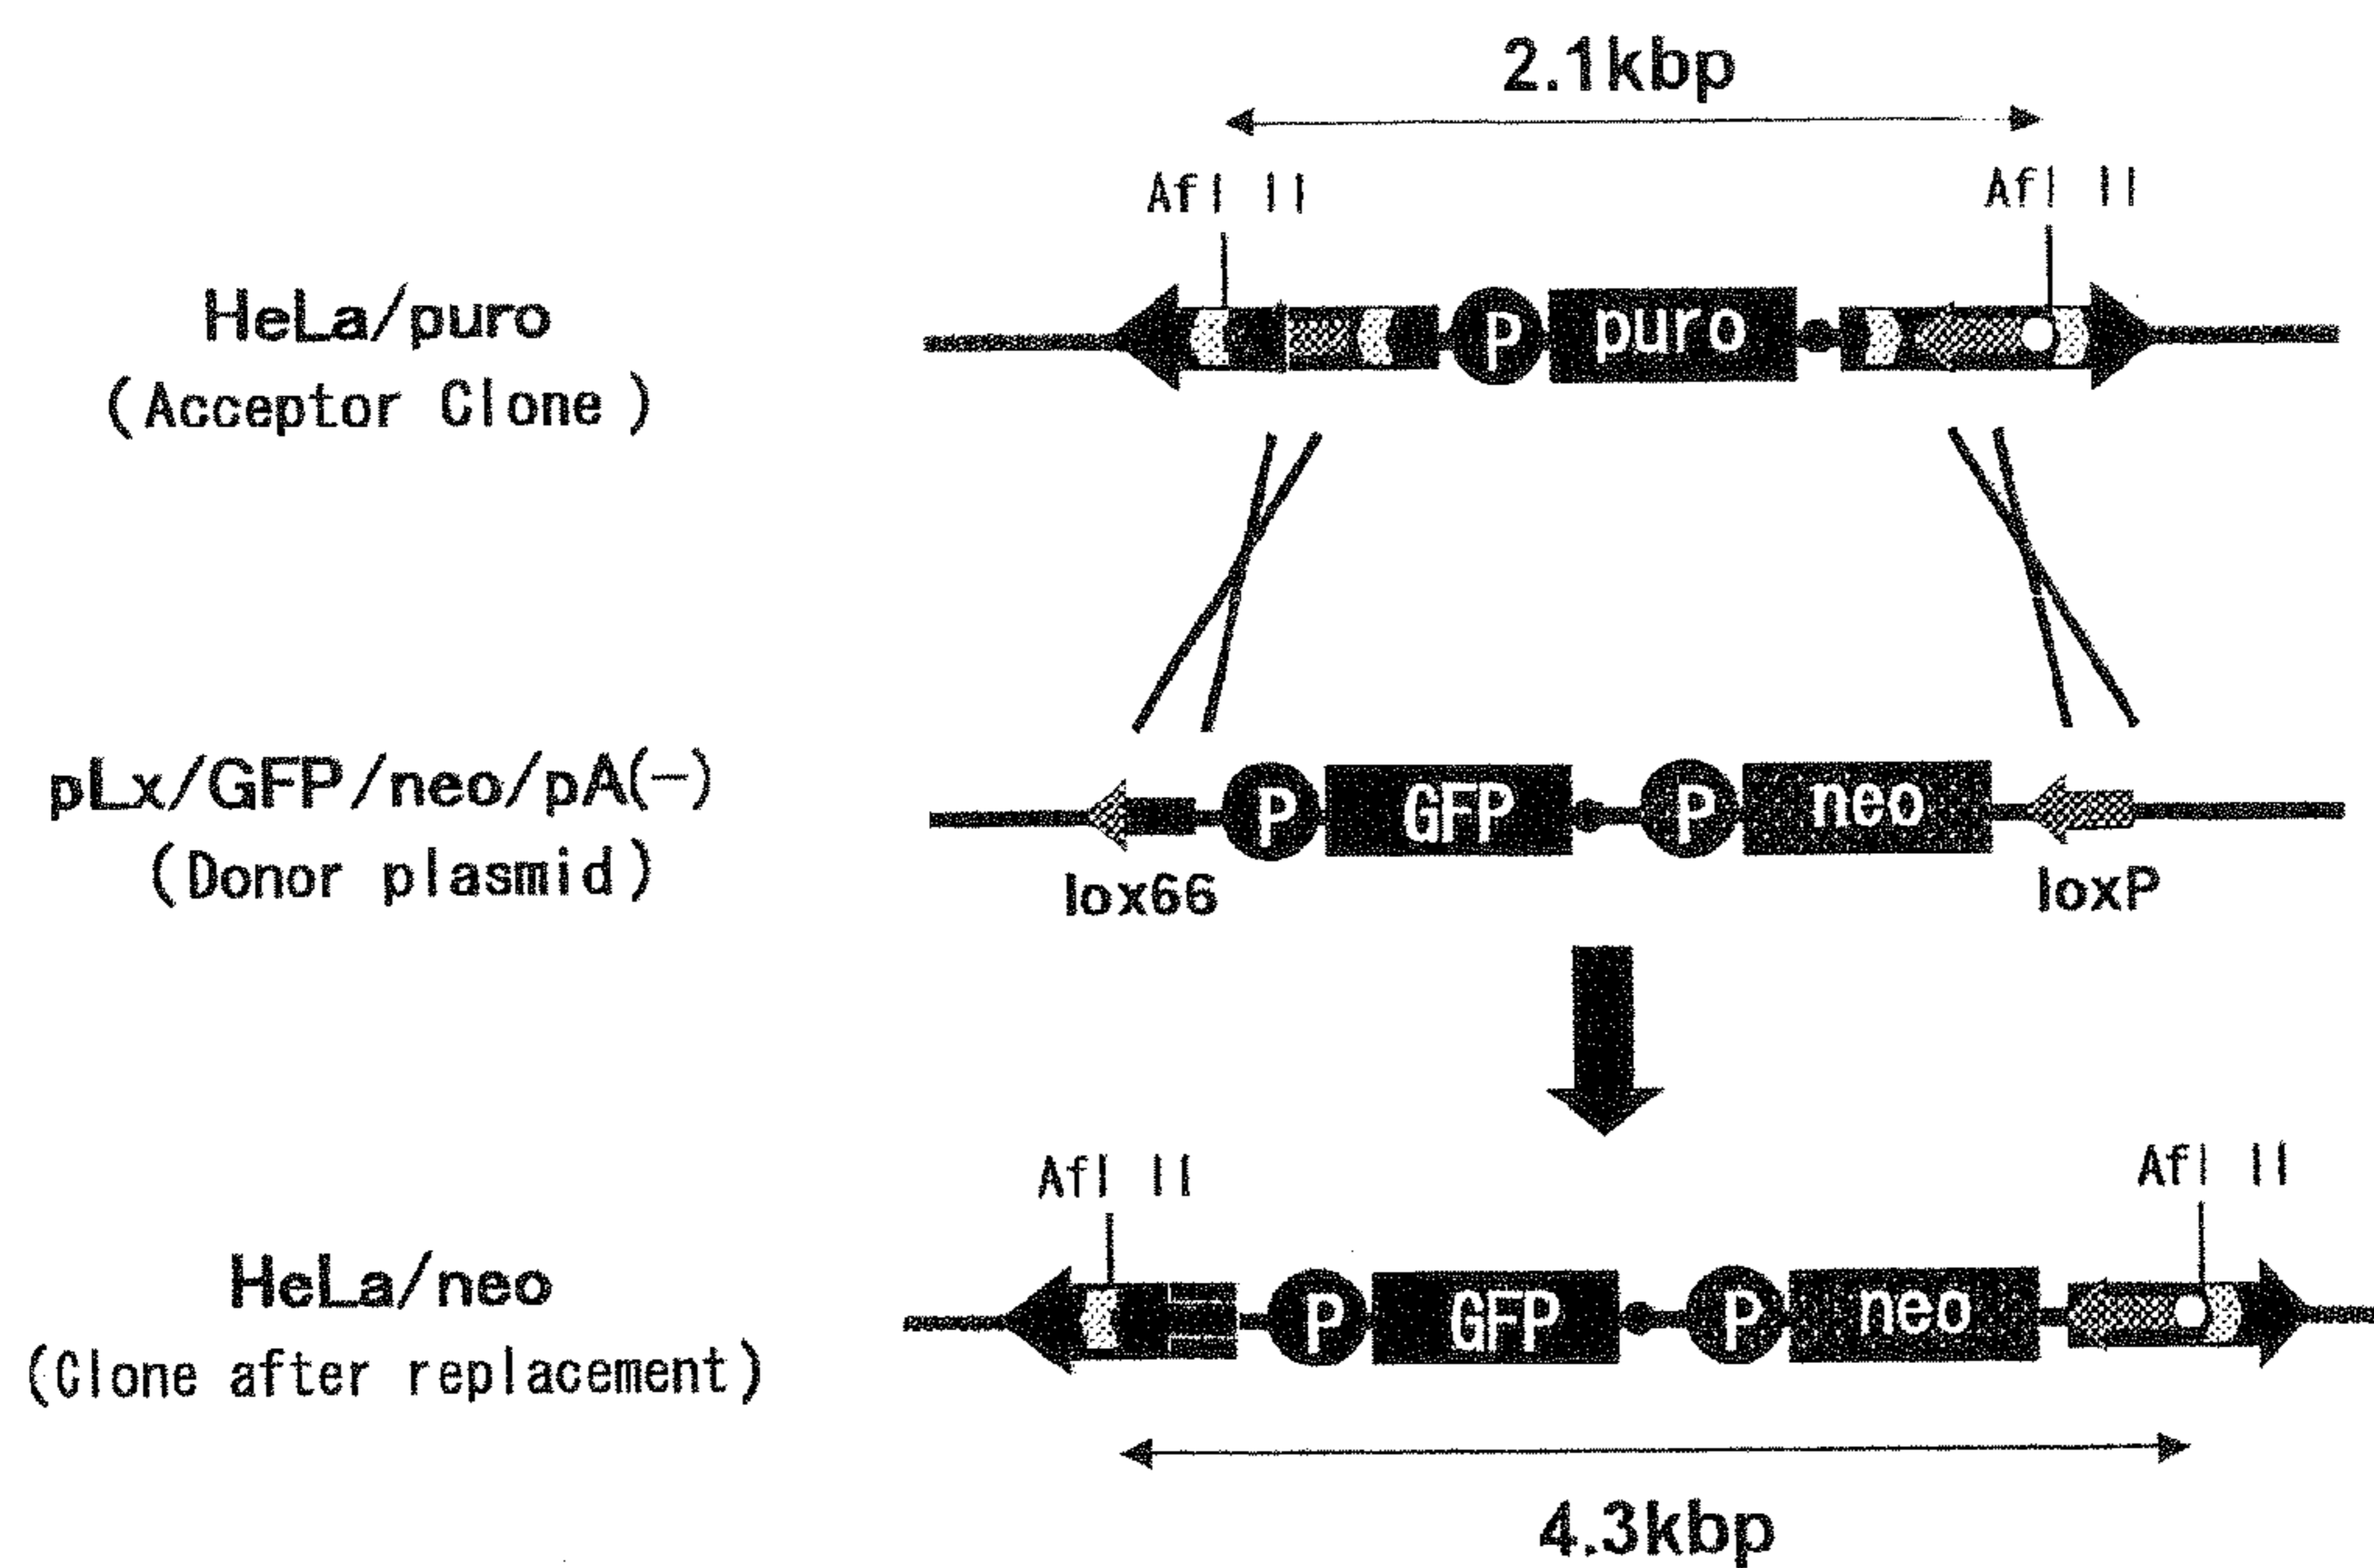 2.1kbp
Afl II Afl II
HeLa/puro
(Acceptor Clone)
P puro
pLx/GFP/neo/pA(-)
(Donor plasmid)
P GFP P neo
lox66 loxP
Afl II Afl II
HeLa/neo
(Clone after replacement)
P GFP P neo
4.3kbp